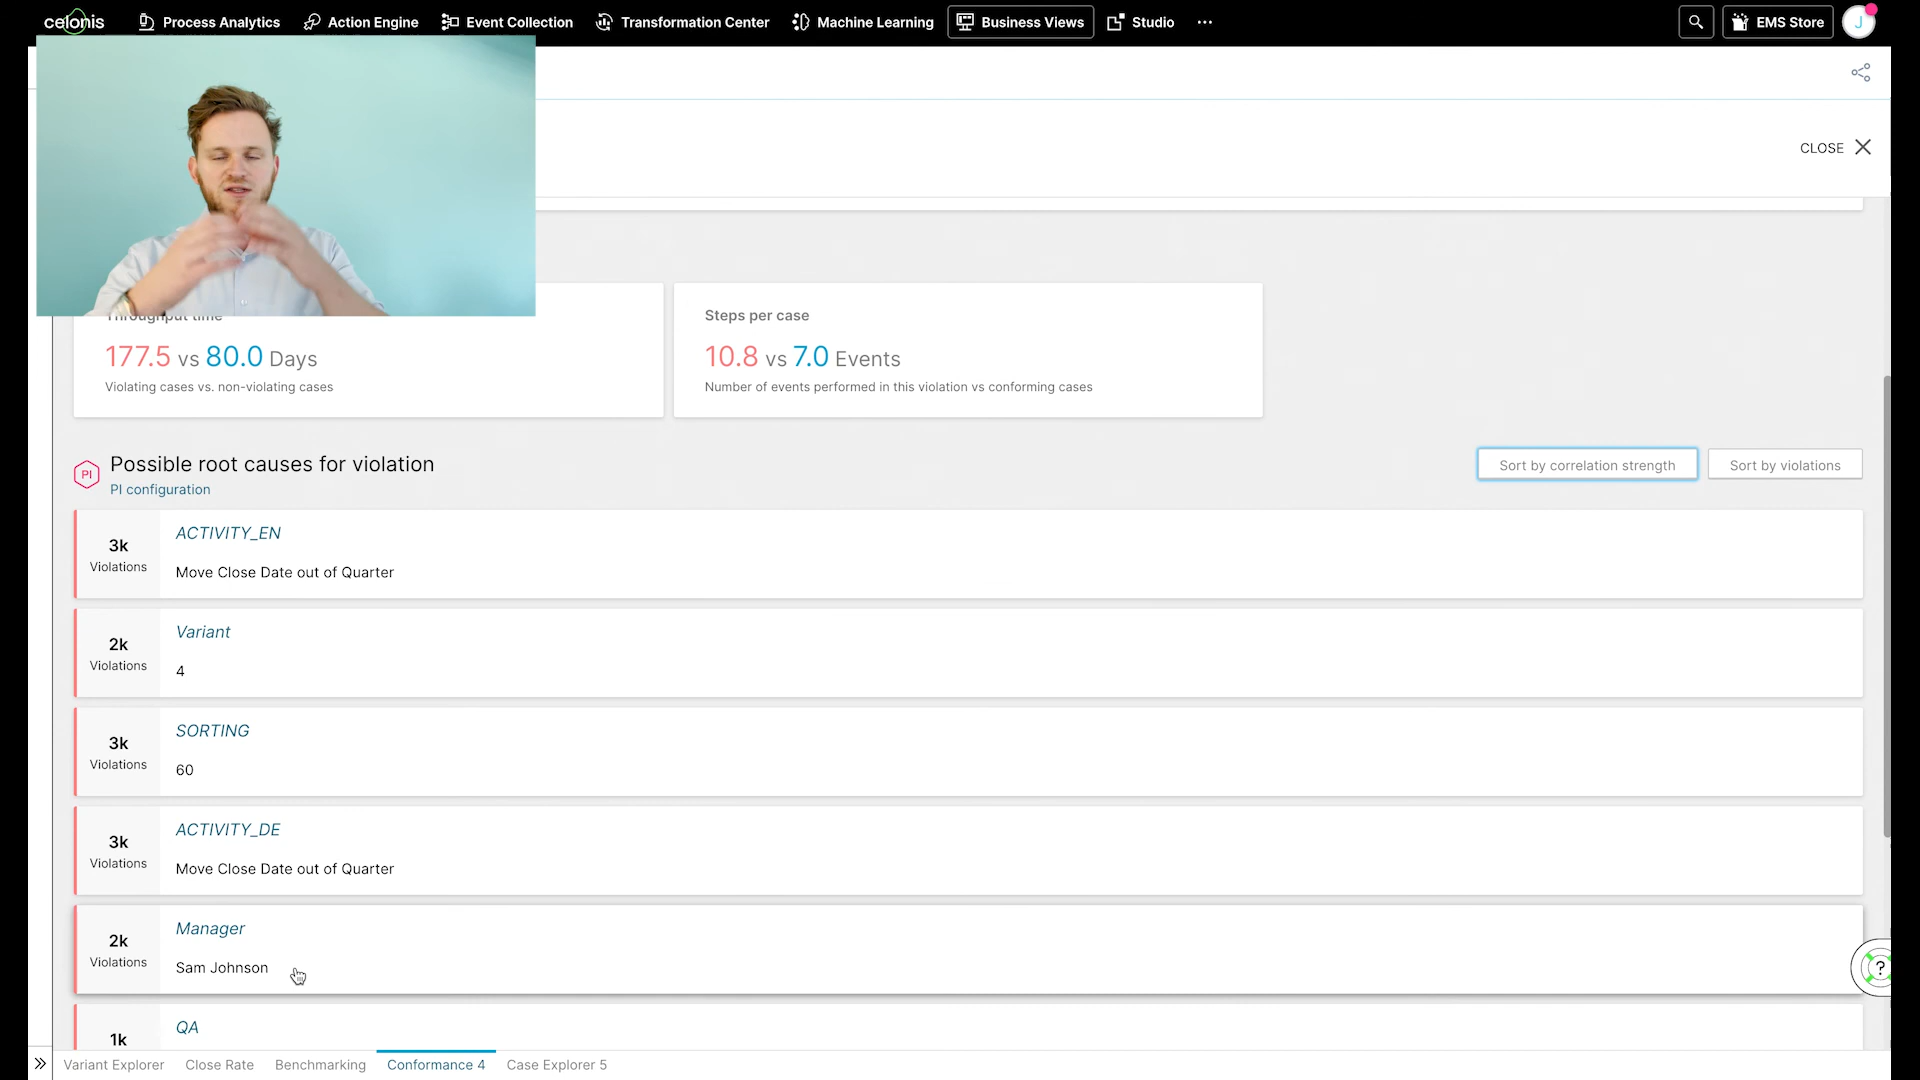 celonis
Process Analytics
Action Engine
Event Collection
Transformation Center
Machine Learning
Business Views
Studio
EMS Store
J
CLOSE
Throughput time
177.5 vs 80.0 Days
Violating cases vs. non-violating cases
Steps per case
10.8 vs 7.0 Events
Number of events performed in this violation vs conforming cases
PI
Possible root causes for violation
PI configuration
Sort by correlation strength
Sort by violations
3k
Violations
ACTIVITY_EN
Move Close Date out of Quarter
2k
Violations
Variant
4
3k
Violations
SORTING
60
3k
Violations
ACTIVITY_DE
Move Close Date out of Quarter
2k
Violations
Manager
Sam Johnson
?
1k
QA
Variant Explorer
Close Rate
Benchmarking
Conformance 4
Case Explorer 5